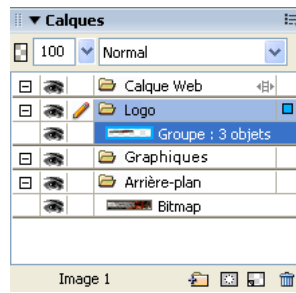 Calques
100 Normal
Calque Web
Logo
Groupe : 3 objets
Graphiques
Arrière-plan
Bitmap
Image 1